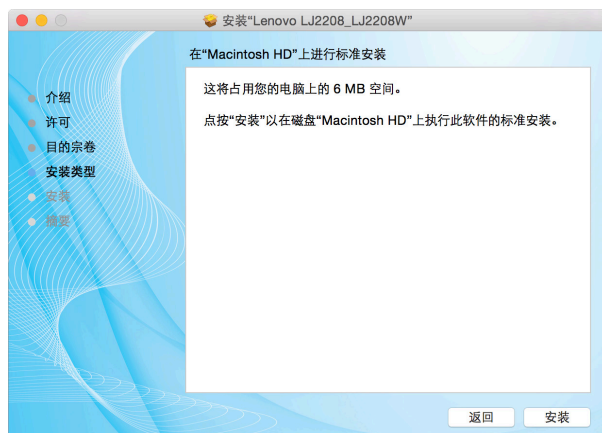 安装“Lenovo LJ2208_LJ2208W”
在“Macintosh HD”上进行标准安装
介绍
许可
目的宗卷
安装类型
安装
摘要
这将占用您的电脑上的 6 MB 空间。
点按“安装”以在磁盘“Macintosh HD”上执行此软件的标准安装。
返回
安装